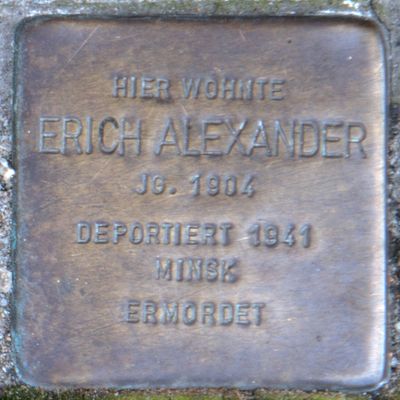 HIER WOHNTE
ERICH ALEXANDER
JG. 1904
DEPORTIERT 1941
MINSK
ERMORDET